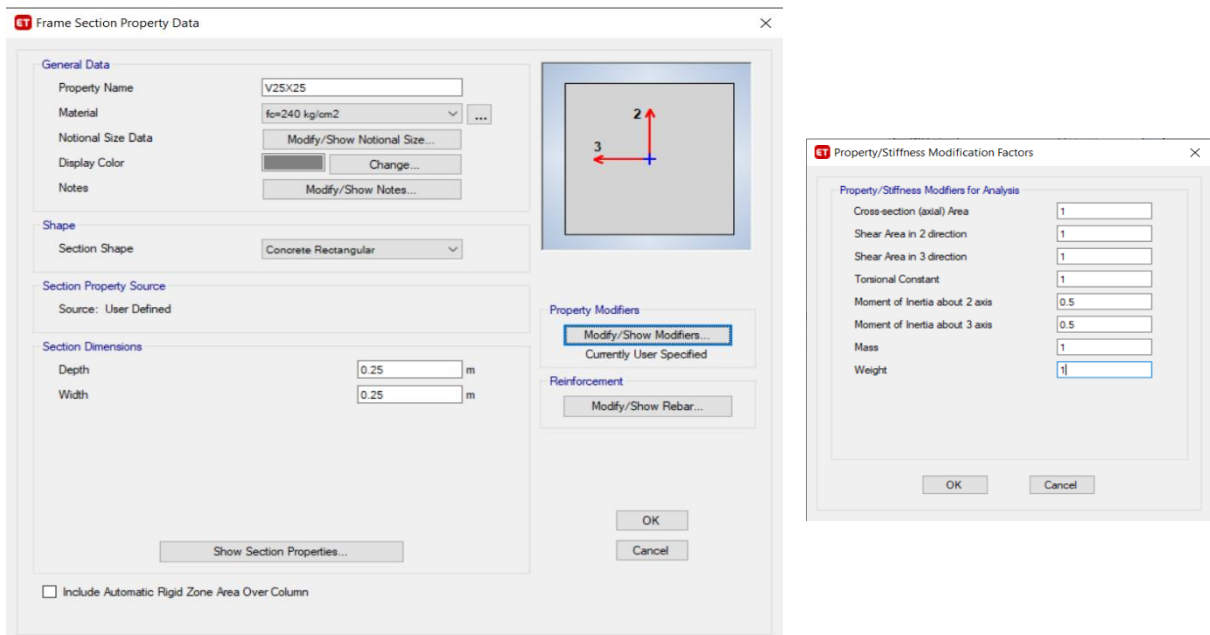 ET Frame Section Property Data
General Data
Property Name V25X25
Material fc=240 kg/cm2 ...
Notional Size Data Modify/Show Notional Size...
Display Color Change...
Notes Modify/Show Notes...
Shape
Section Shape Concrete Rectangular
Section Property Source
Source: User Defined
Section Dimensions
Depth 0.25 m
Width 0.25 m
Show Section Properties...
Include Automatic Rigid Zone Area Over Column
2
3
Property Modifiers
Modify/Show Modifiers...
Currently User Specified
Reinforcement
Modify/Show Rebar...
OK
Cancel
ET Property/Stiffness Modification Factors
Property/Stiffness Modifiers for Analysis
Cross-section (axial) Area 1
Shear Area in 2 direction 1
Shear Area in 3 direction 1
Torsional Constant 1
Moment of Inertia about 2 axis 0.5
Moment of Inertia about 3 axis 0.5
Mass 1
Weight 1
OK Cancel